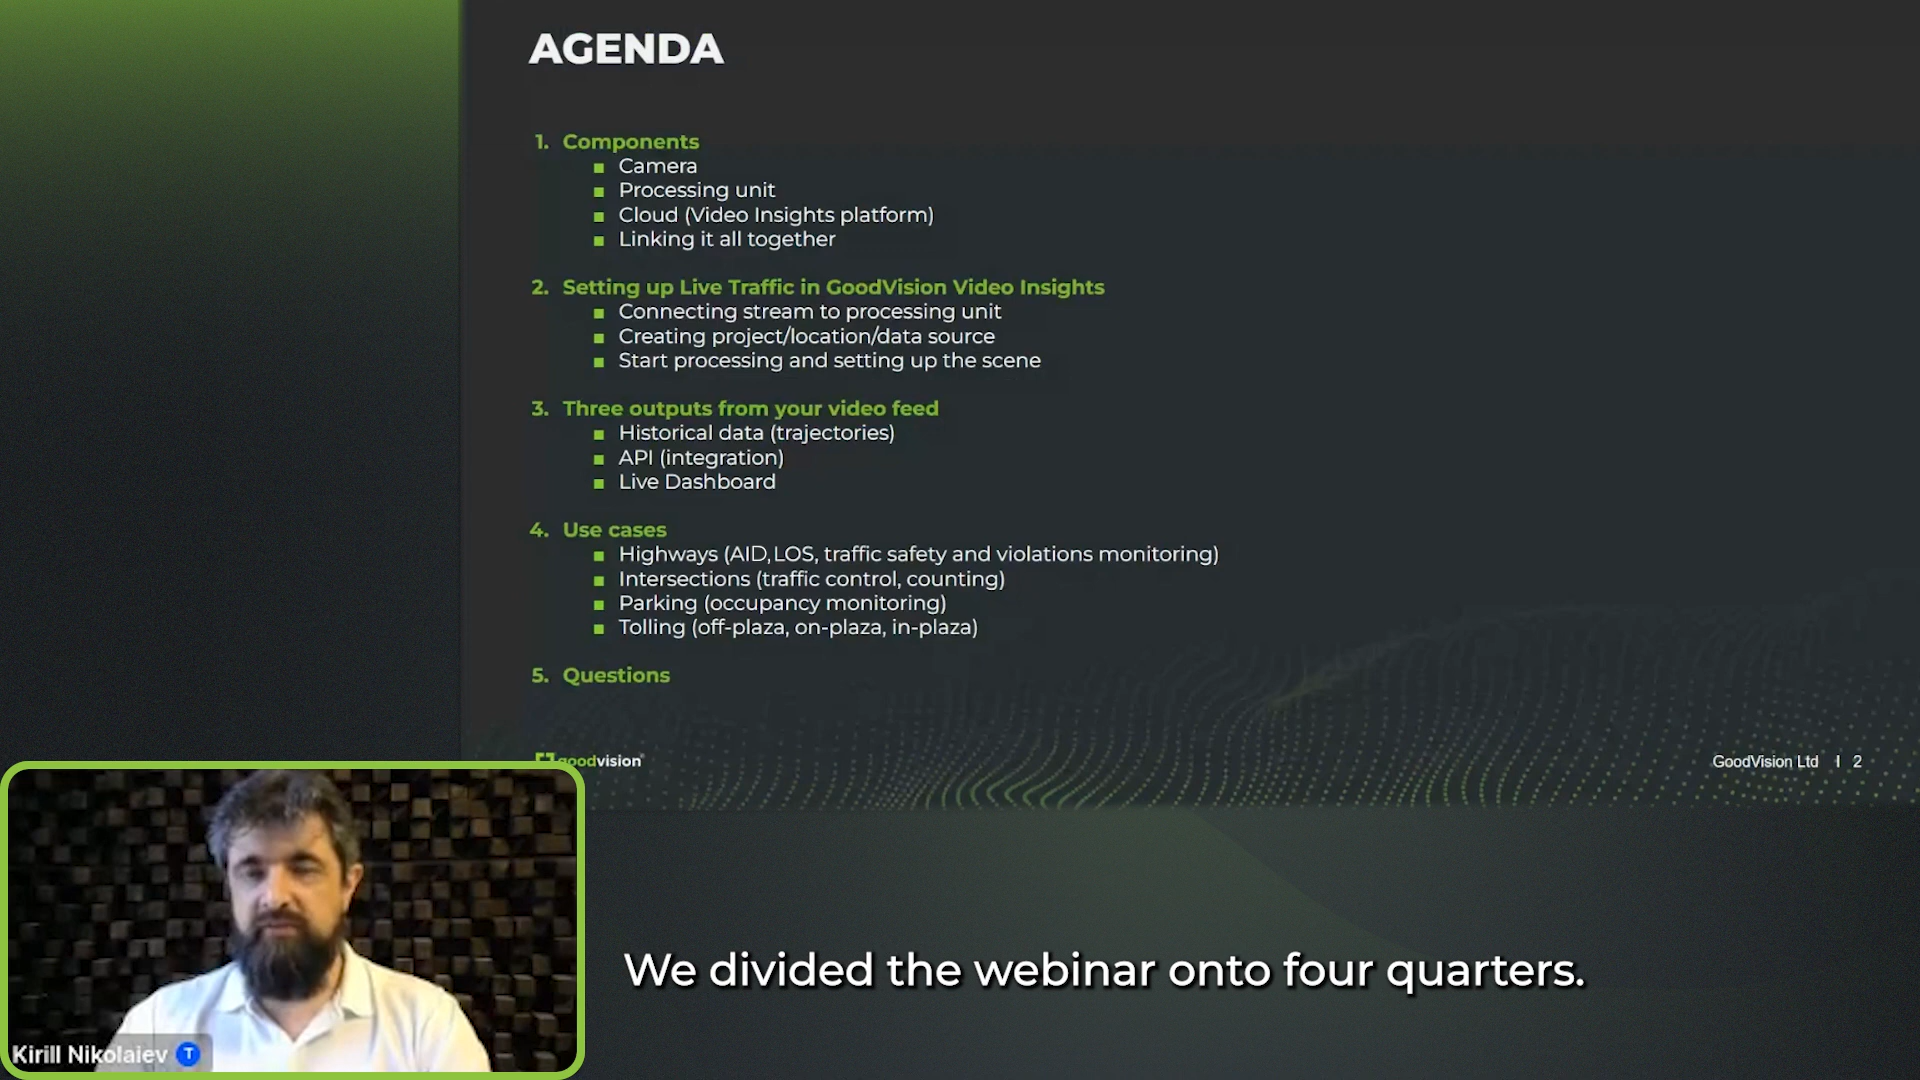 AGENDA
1. Components
■ Camera
■ Processing unit
■ Cloud (Video Insights platform)
■ Linking it all together
2. Setting up Live Traffic in GoodVision Video Insights
■ Connecting stream to processing unit
■ Creating project/location/data source
■ Start processing and setting up the scene
3. Three outputs from your video feed
■ Historical data (trajectories)
■ API (integration)
■ Live Dashboard
4. Use cases
■ Highways (AID,LOS, traffic safety and violations monitoring)
■ Intersections (traffic control, counting)
■ Parking (occupancy monitoring)
■ Tolling (off-plaza, on-plaza, in-plaza)
5. Questions
goodvision
GoodVision Ltd | 2
Kirill Nikolaiev T
We divided the webinar onto four quarters.